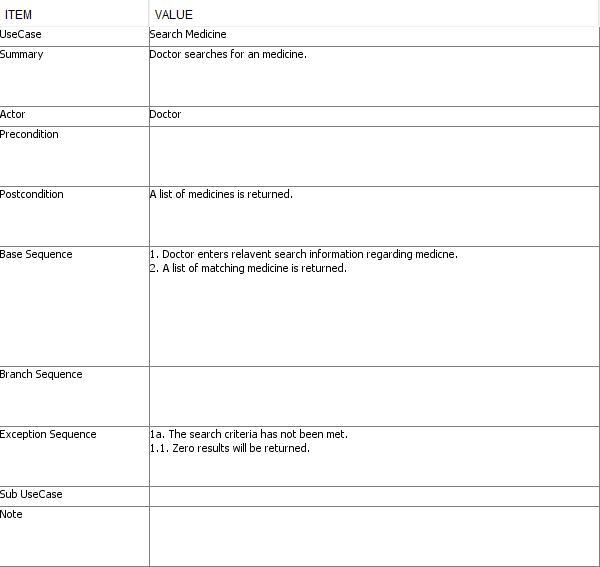 ITEM VALUE
UseCase Search Medicine
Summary Doctor searches for an medicine.
Actor Doctor
Precondition
Postcondition A list of medicines is returned.
Base Sequence 1. Doctor enters relavent search information regarding medicne.
2. A list of matching medicine is returned.
Branch Sequence
Exception Sequence 1a. The search criteria has not been met.
1.1. Zero results will be returned.
Sub UseCase
Note